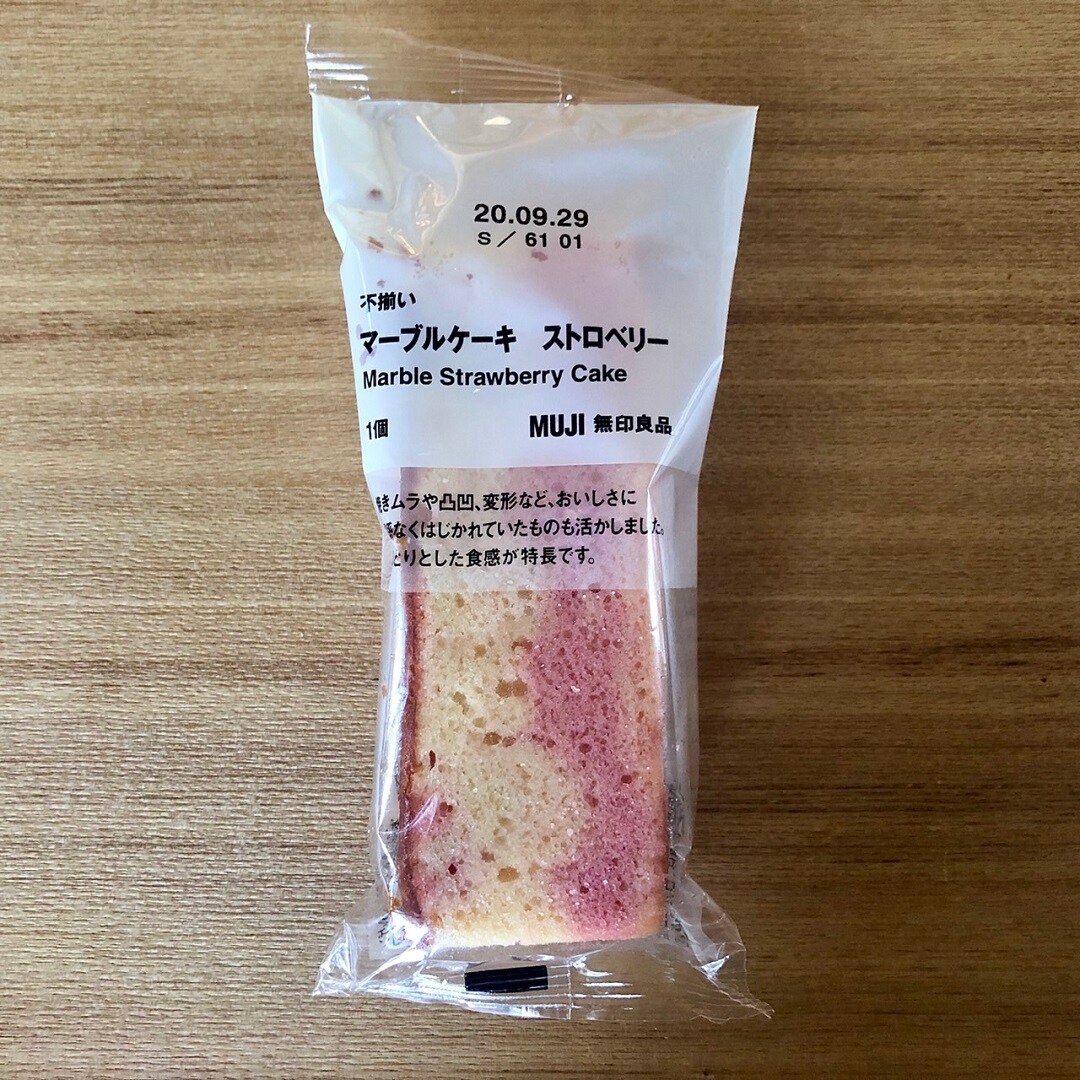 20.09.29
S／ 61 01
不揃い
マーブルケーキ ストロベリー
Marble Strawberry Cake
1個
MUJI 無印良品
きムラや凸凹、変形など、おいしさに
なくはじかれていたものも活かしました。
とりとした食感が特長です。